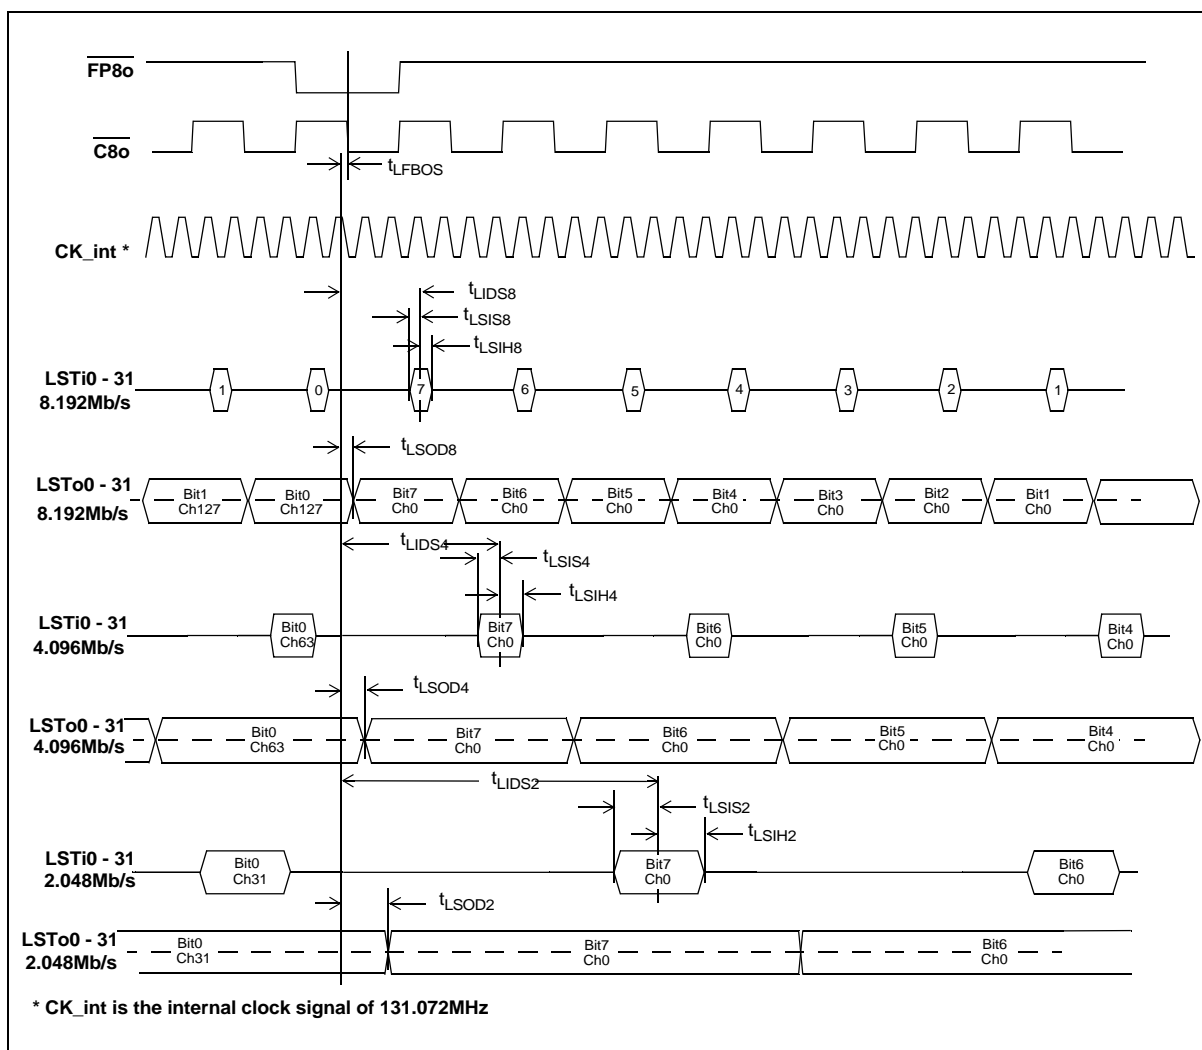 FP8o
C8o
tLFBOS
CK_int *
tLIDS8
tLSIS8
tLSIH8
LSTi0 - 31
8.192Mb/s
1 0 7 6 5 4 3 2 1
tLSOD8
LSTo0 - 31
8.192Mb/s
Bit1 Bit0 Bit7 Bit6 Bit5 Bit4 Bit3 Bit2 Bit1
Ch127 Ch127 Ch0 Ch0 Ch0 Ch0 Ch0 Ch0 Ch0
tLIDS4
tLSIS4
tLSIH4
LSTi0 - 31
4.096Mb/s
Bit0 Bit7 Bit6 Bit5 Bit4
Ch63 Ch0 Ch0 Ch0 Ch0
tLSOD4
LSTo0 - 31
4.096Mb/s
Bit0 Bit7 Bit6 Bit5 Bit4
Ch63 Ch0 Ch0 Ch0 Ch0
tLIDS2
tLSIS2
tLSIH2
LSTi0 - 31
2.048Mb/s
Bit0 Bit7 Bit6
Ch31 Ch0 Ch0
tLSOD2
LSTo0 - 31
2.048Mb/s
Bit0 Bit7 Bit6
Ch31 Ch0 Ch0
* CK_int is the internal clock signal of 131.072MHz